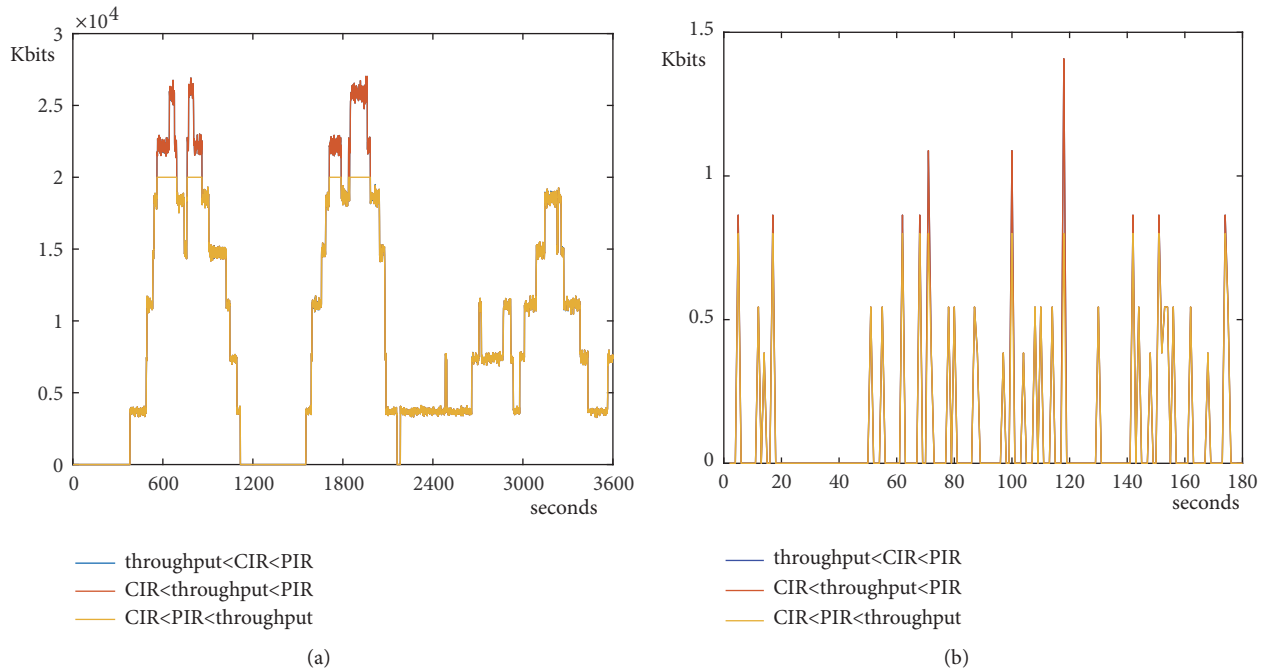 ×10⁴
Kbits
3
2.5
2
1.5
1
0.5
0
0 600 1200 1800 2400 3000 3600
seconds
throughput<CIR<PIR
CIR<throughput<PIR
CIR<PIR<throughput
(a)
Kbits
1.5
1
0.5
0
0 20 40 60 80 100 120 140 160 180
seconds
throughput<CIR<PIR
CIR<throughput<PIR
CIR<PIR<throughput
(b)